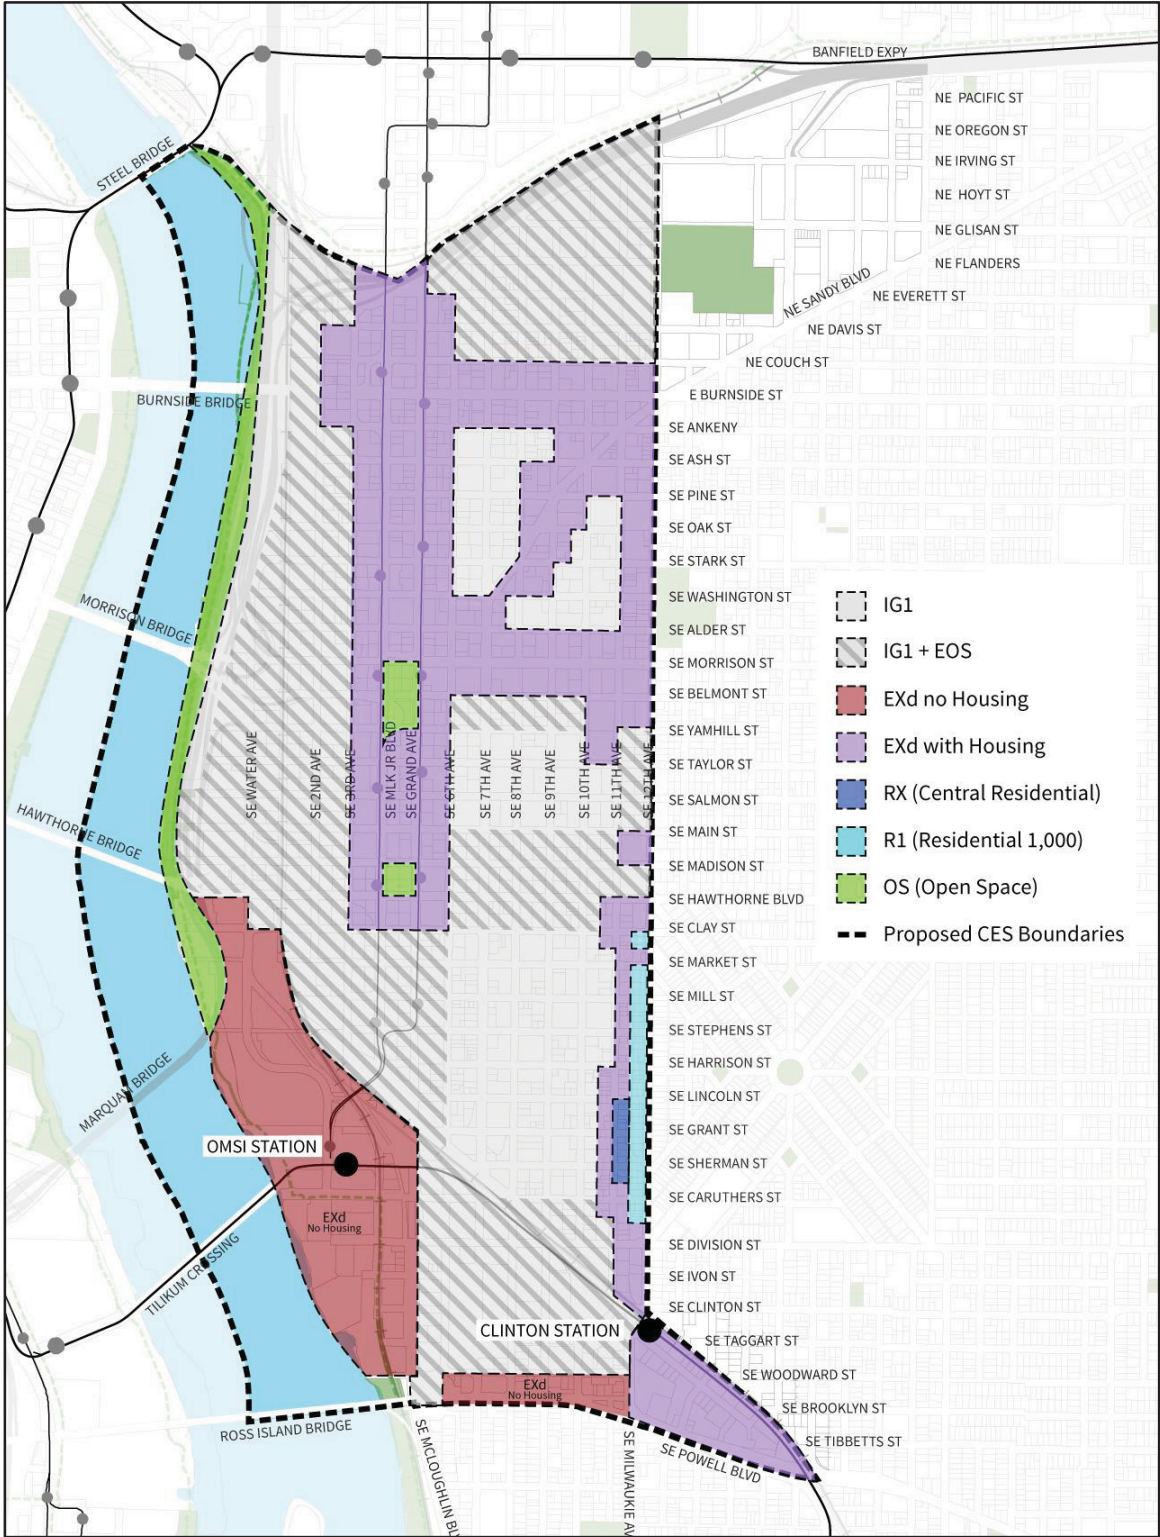 BANFIELD EXPY
NE PACIFIC ST
NE OREGON ST
STEEL BRIDGE
NE IRVING ST
NE HOYT ST
NE GLISAN ST
NE FLANDERS
NE SANDY BLVD
NE EVERETT ST
NE DAVIS ST
NE COUCH ST
BURNSIDE BRIDGE
E BURNSIDE ST
SE ANKENY
SE ASH ST
SE PINE ST
SE OAK ST
SE STARK ST
MORRISON BRIDGE
SE WASHINGTON ST
SE ALDER ST
SE MORRISON ST
SE BELMONT ST
SE YAMHILL ST
SE TAYLOR ST
SE SALMON ST
SE MAIN ST
SE MADISON ST
SE HAWTHORNE BLVD
SE CLAY ST
SE MARKET ST
SE MILL ST
SE STEPHENS ST
SE HARRISON ST
SE LINCOLN ST
SE GRANT ST
SE SHERMAN ST
SE CARUTHERS ST
SE DIVISION ST
SE IVON ST
SE CLINTON ST
SE TAGGART ST
SE WOODWARD ST
SE BROOKLYN ST
SE TIBBETTS ST
SE WATER AVE
SE 2ND AVE
SE 3RD AVE
SE MLK JR BLVD
SE GRAND AVE
SE 6TH AVE
SE 7TH AVE
SE 8TH AVE
SE 9TH AVE
SE 10TH AVE
SE 11TH AVE
SE 12TH AVE
HAWTHORNE BRIDGE
MARQUAN BRIDGE
OMSI STATION
EXd
No Housing
TILIKUM CROSSING
CLINTON STATION
EXd
No Housing
ROSS ISLAND BRIDGE
SE MCLOUGHLIN BL
SE MILWAUKIE AV
SE POWELL BLVD
IG1
IG1 + EOS
EXd no Housing
EXd with Housing
RX (Central Residential)
R1 (Residential 1,000)
OS (Open Space)
Proposed CES Boundaries